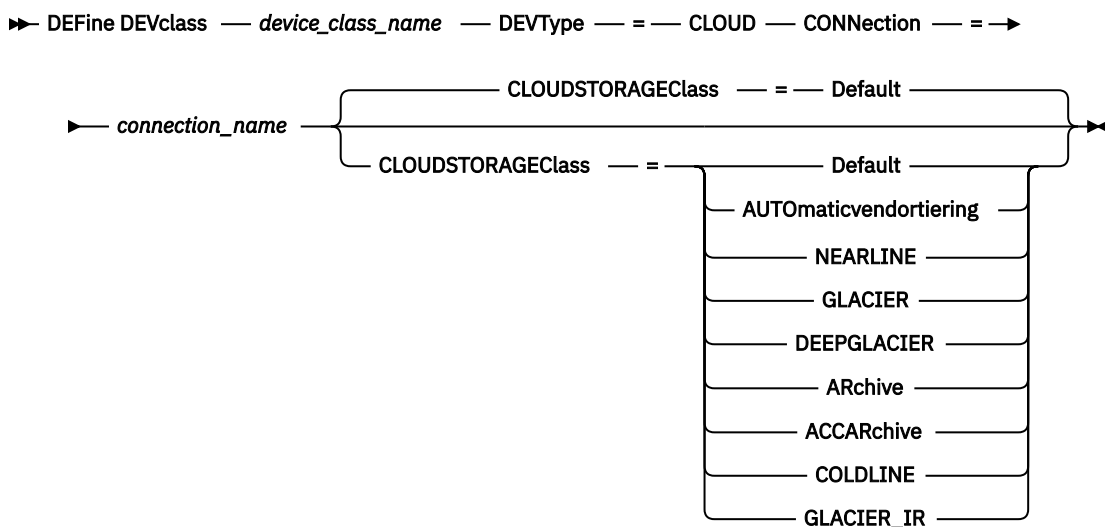 DEFine DEVclass device_class_name DEVType = CLOUD CONNection =
CLOUDSTORAGEClass = Default
connection_name
CLOUDSTORAGEClass = Default
AUTOmaticvendortiering
NEARLINE
GLACIER
DEEPGLACIER
ARchive
ACCARchive
COLDLINE
GLACIER_IR